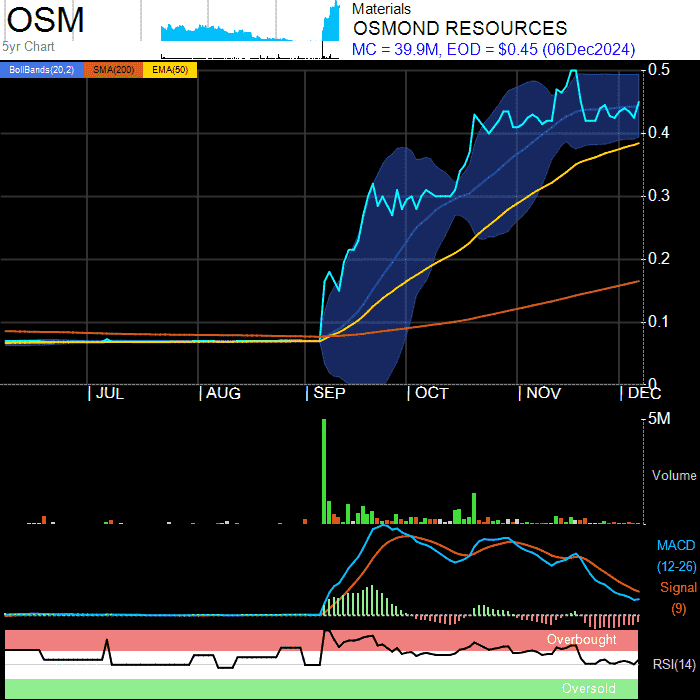 OSM
5yr Chart
Materials
OSMOND RESOURCES
MC = 39.9M, EOD = $0.45 (06Dec2024)
BollBands(20,2) SMA(200) EMA(50)
0.5
0.4
0.3
0.2
0.1
0
JUL AUG SEP OCT NOV DEC
5M
Volume
MACD
(12-26)
Signal
(9)
Overbought
RSI(14)
Oversold